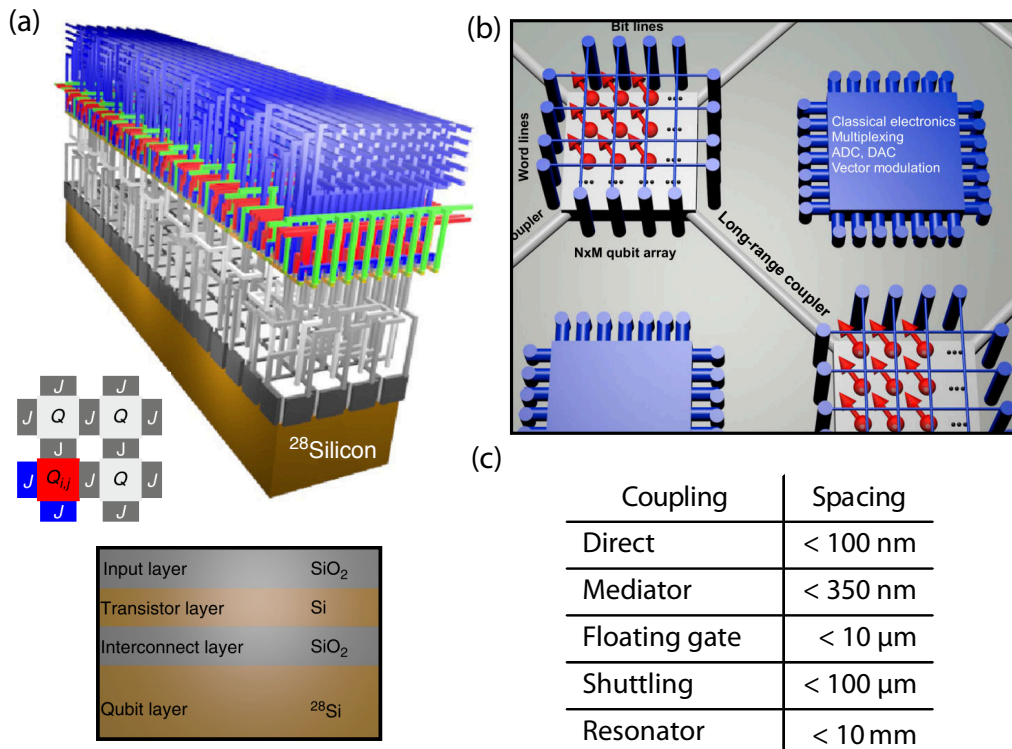 (a)
²⁸Silicon
J J
J Q J Q J
J J
J Qi,j J Q J
J J
Input layer SiO₂
Transistor layer Si
Interconnect layer SiO₂
Qubit layer ²⁸Si
(b)
Bit lines
Word lines
NxM qubit array
oupler
Long-range coupler
Classical electronics
Multiplexing
ADC, DAC
Vector modulation
(c)
Coupling Spacing
Direct < 100 nm
Mediator < 350 nm
Floating gate < 10 µm
Shuttling < 100 µm
Resonator < 10 mm